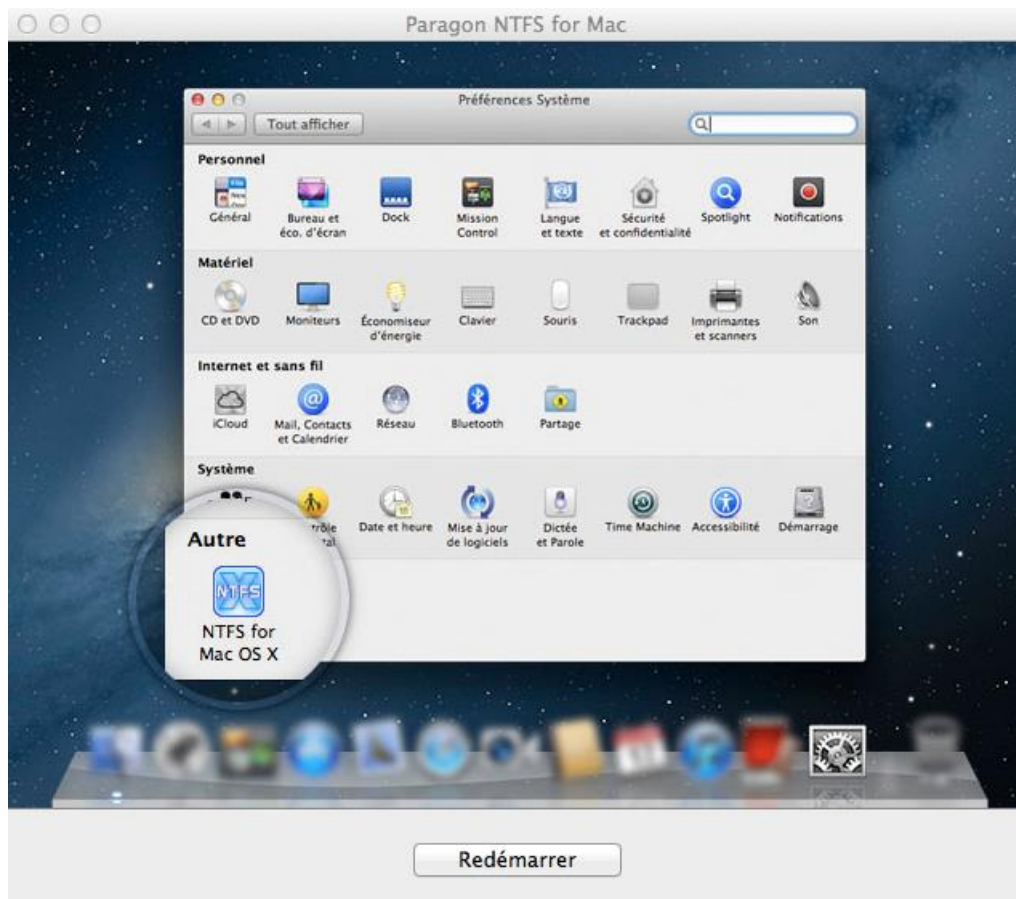 Paragon NTFS for Mac
Préférences Système
Tout afficher
Personnel
Général
Bureau et
éco. d'écran
Dock
Mission
Control
Langue
et texte
Sécurité
et confidentialité
Spotlight
Notifications
Matériel
CD et DVD
Moniteurs
Économiseur
d'énergie
Clavier
Souris
Trackpad
Imprimantes
et scanners
Son
Internet et sans fil
iCloud
Mail, Contacts
et Calendrier
Réseau
Bluetooth
Partage
Système
Date et heure
Mise à jour
de logiciels
Dictée
et Parole
Time Machine
Accessibilité
Démarrage
Autre
NTFS
NTFS for
Mac OS X
Redémarrer